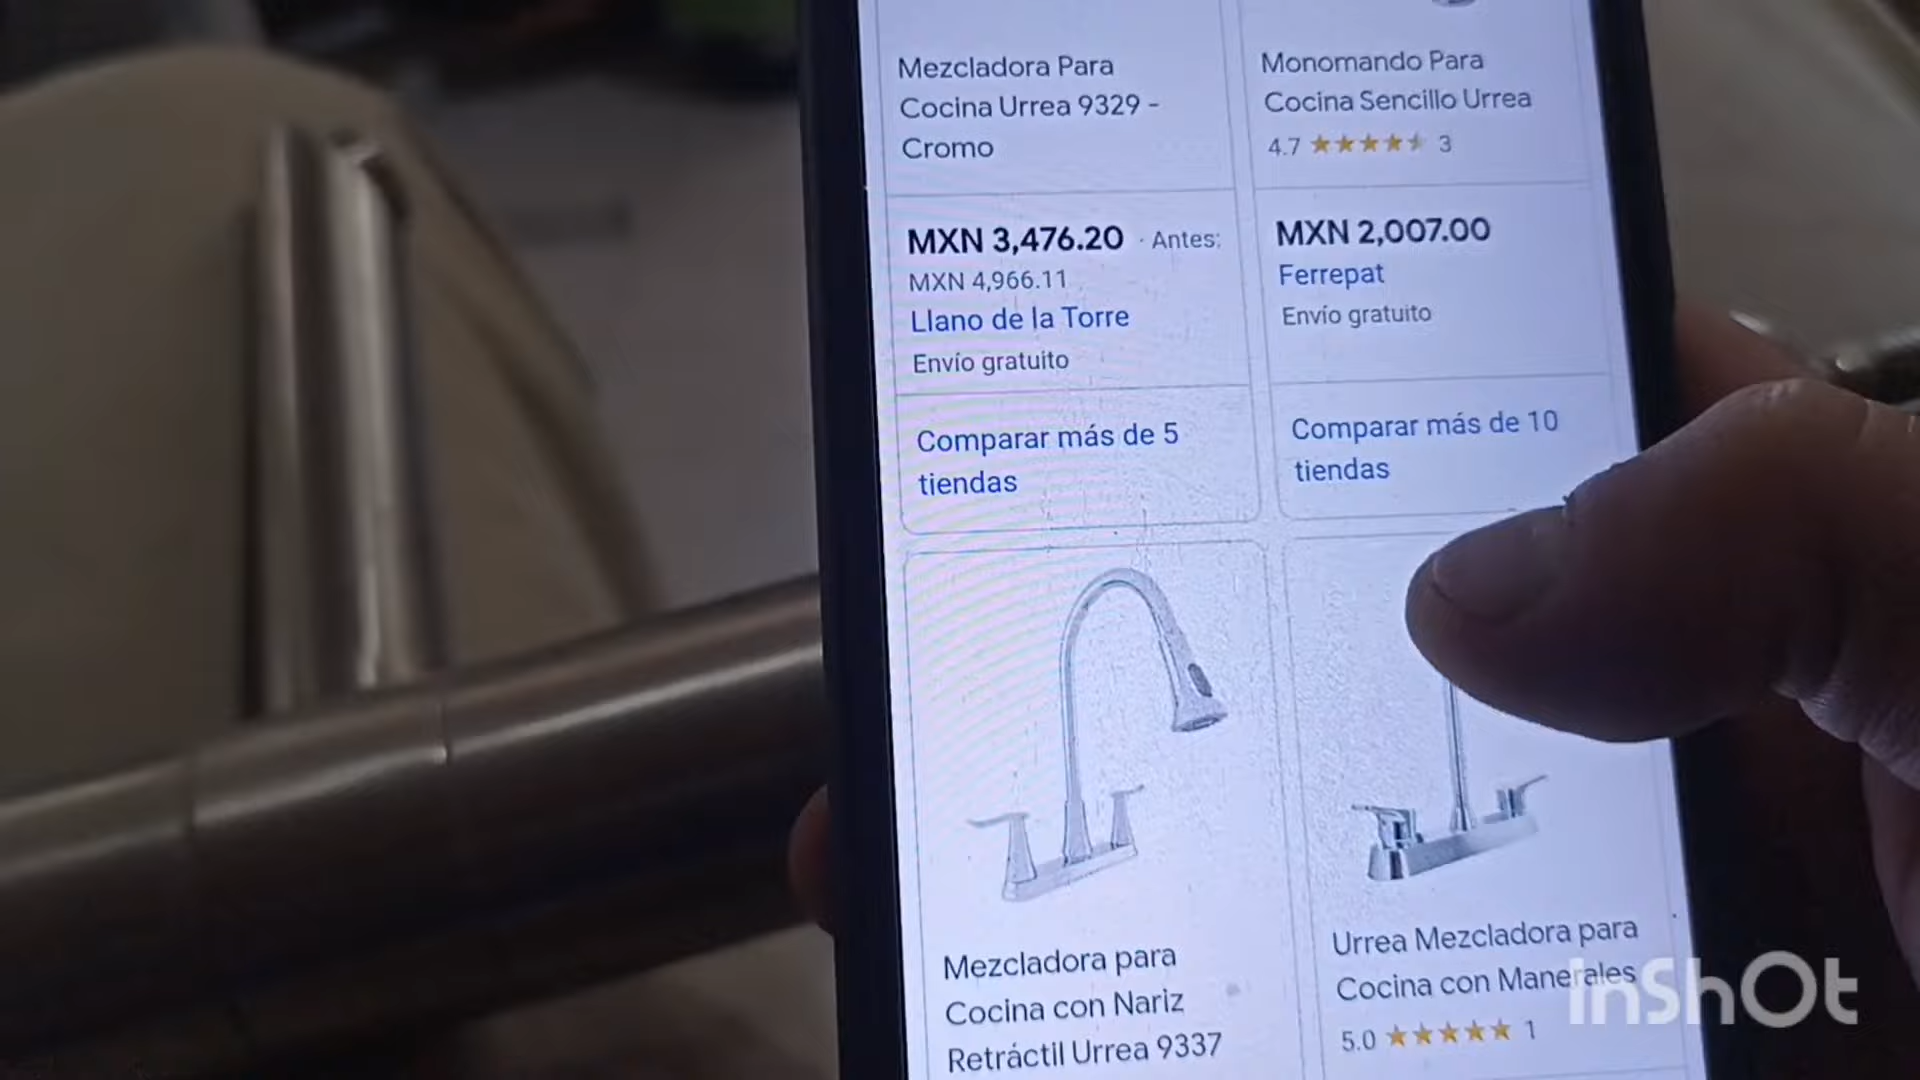 Mezcladora Para
Cocina Urrea 9329 -
Cromo
MXN 3,476.20 · Antes:
MXN 4,966.11
Llano de la Torre
Envío gratuito
Comparar más de 5
tiendas
Monomando Para
Cocina Sencillo Urrea
4.7 ★★★★★ 3
MXN 2,007.00
Ferrepat
Envío gratuito
Comparar más de 10
tiendas
Mezcladora para
Cocina con Nariz
Retráctil Urrea 9337
Urrea Mezcladora para
Cocina con Manerales
5.0 ★★★★★ 1
InShOt